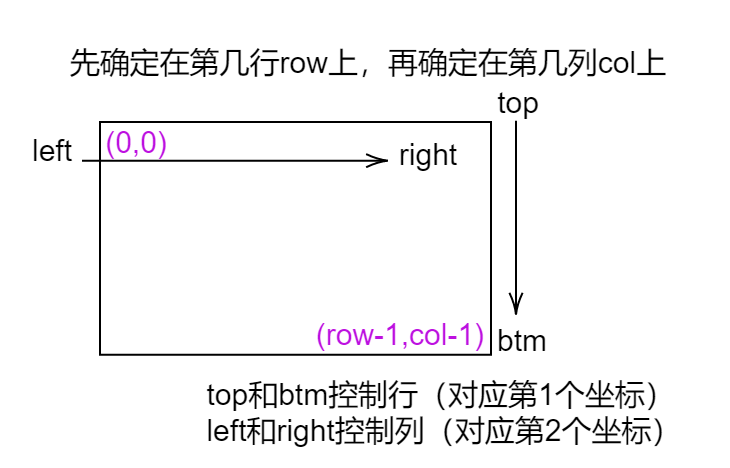 先确定在第几行row上，再确定在第几列col上
top
left
(0,0)
right
(row-1,col-1)
btm
top和btm控制行（对应第1个坐标）
left和right控制列（对应第2个坐标）